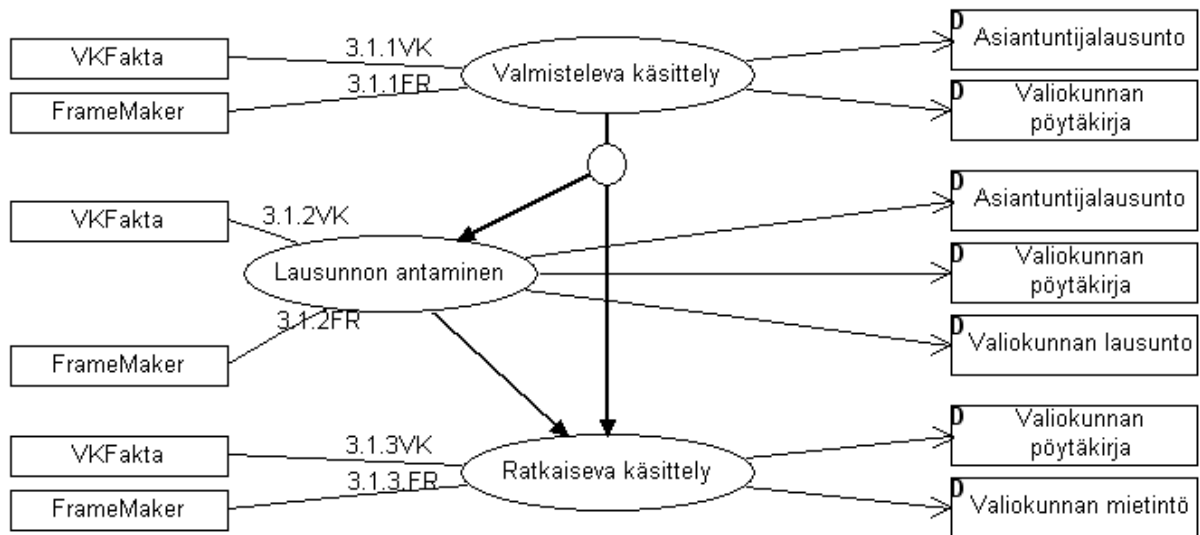 VKFakta
3.1.1VK
FrameMaker
3.1.1FR
Valmisteleva käsittely
D
Asiantuntijalausunto
D
Valiokunnan
pöytäkirja
VKFakta
3.1.2VK
Lausunnon antaminen
3.1.2FR
FrameMaker
D
Asiantuntijalausunto
D
Valiokunnan
pöytäkirja
D
Valiokunnan lausunto
VKFakta
3.1.3VK
FrameMaker
3.1.3.FR
Ratkaiseva käsittely
D
Valiokunnan
pöytäkirja
D
Valiokunnan mietintö